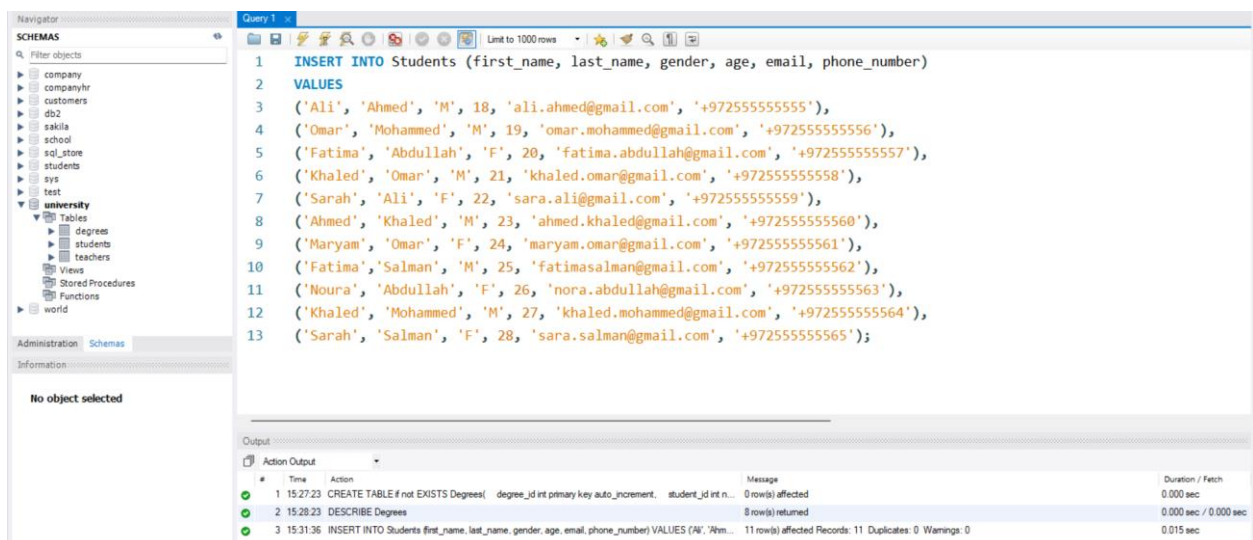 Navigator
SCHEMAS
Filter objects
company
companyhr
customers
db2
sakila
school
sql_store
students
sys
test
university
Tables
degrees
students
teachers
Views
Stored Procedures
Functions
world
Administration Schemas
Information
No object selected
Query 1
Limit to 1000 rows
1 INSERT INTO Students (first_name, last_name, gender, age, email, phone_number)
2 VALUES
3 ('Ali', 'Ahmed', 'M', 18, 'ali.ahmed@gmail.com', '+972555555555'),
4 ('Omar', 'Mohammed', 'M', 19, 'omar.mohammed@gmail.com', '+972555555556'),
5 ('Fatima', 'Abdullah', 'F', 20, 'fatima.abdullah@gmail.com', '+972555555557'),
6 ('Khaled', 'Omar', 'M', 21, 'khaled.omar@gmail.com', '+972555555558'),
7 ('Sarah', 'Ali', 'F', 22, 'sara.ali@gmail.com', '+972555555559'),
8 ('Ahmed', 'Khaled', 'M', 23, 'ahmed.khaled@gmail.com', '+972555555560'),
9 ('Maryam', 'Omar', 'F', 24, 'maryam.omar@gmail.com', '+972555555561'),
10 ('Fatima','Salman', 'M', 25, 'fatimasalman@gmail.com', '+972555555562'),
11 ('Noura', 'Abdullah', 'F', 26, 'nora.abdullah@gmail.com', '+972555555563'),
12 ('Khaled', 'Mohammed', 'M', 27, 'khaled.mohammed@gmail.com', '+972555555564'),
13 ('Sarah', 'Salman', 'F', 28, 'sara.salman@gmail.com', '+972555555565');
Output
Action Output
# Time Action Message Duration / Fetch
1 15:27:23 CREATE TABLE if not EXISTS Degrees( degree_id int primary key auto_increment, student_id int n... 0 row(s) affected 0.000 sec
2 15:28:23 DESCRIBE Degrees 8 row(s) returned 0.000 sec / 0.000 sec
3 15:31:36 INSERT INTO Students (first_name, last_name, gender, age, email, phone_number) VALUES ('Ali', 'Ahm... 11 row(s) affected Records: 11 Duplicates: 0 Warnings: 0 0.015 sec